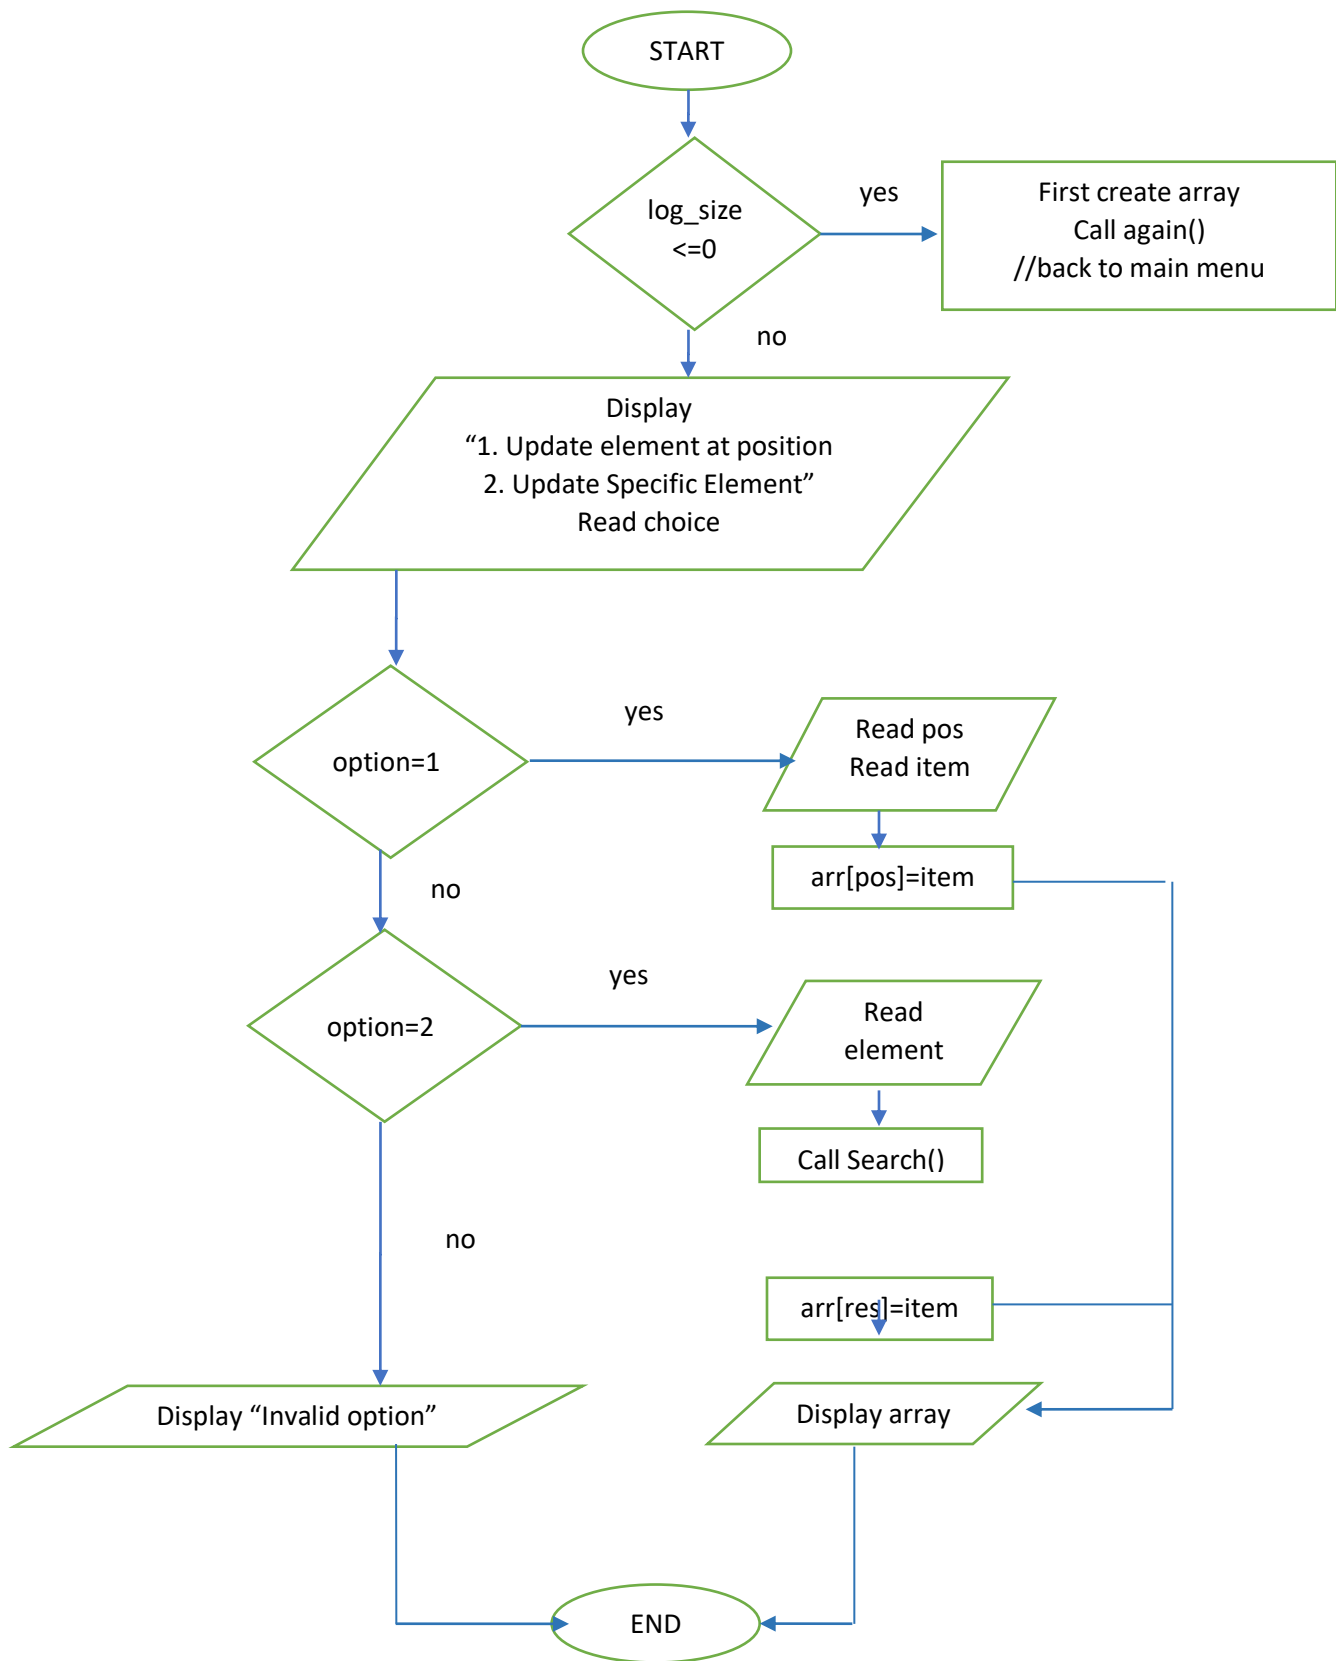 START
log_size
<=0
yes
First create array
Call again()
//back to main menu
no
Display
“1. Update element at position
2. Update Specific Element”
Read choice
option=1
yes
Read pos
Read item
arr[pos]=item
no
option=2
yes
Read
element
Call Search()
no
arr[res]=item
Display “Invalid option”
Display array
END